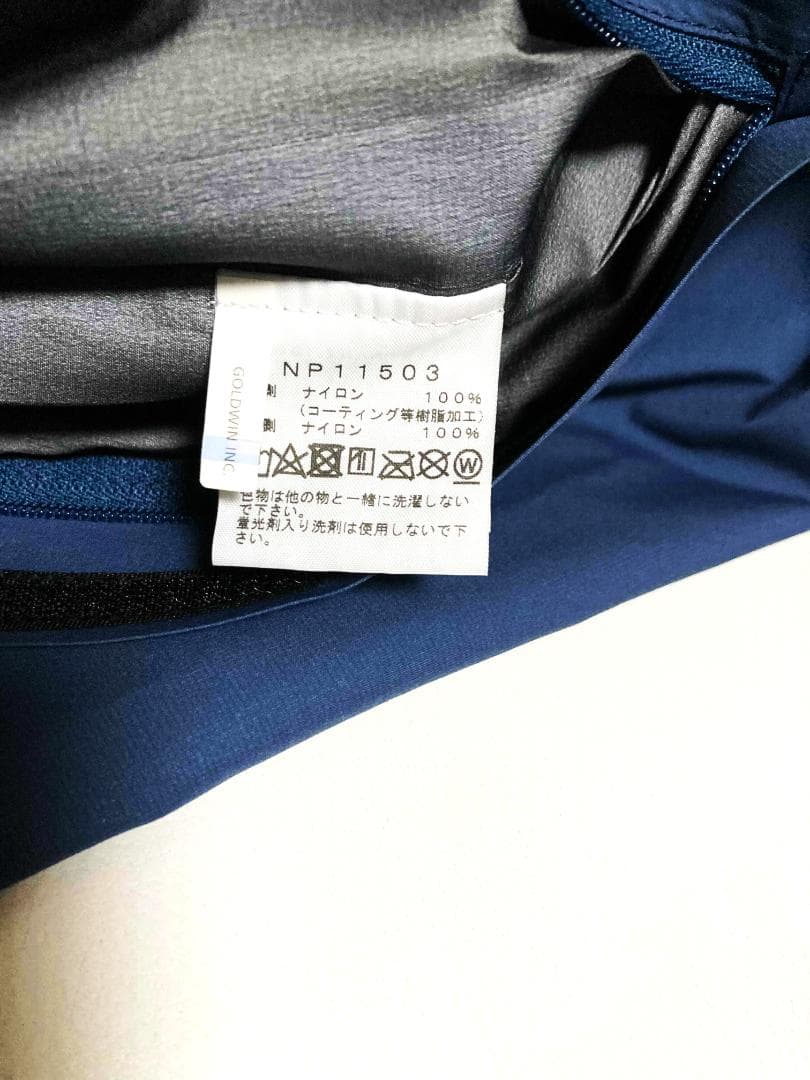 NP11503
ナイロン 100%
(コーティング等樹脂加工)
ナイロン 100%
W
色物は他の物と一緒に洗濯しない
で下さい。
蛍光剤入り洗剤は使用しないで下
さい。
GOLDWIN INC.